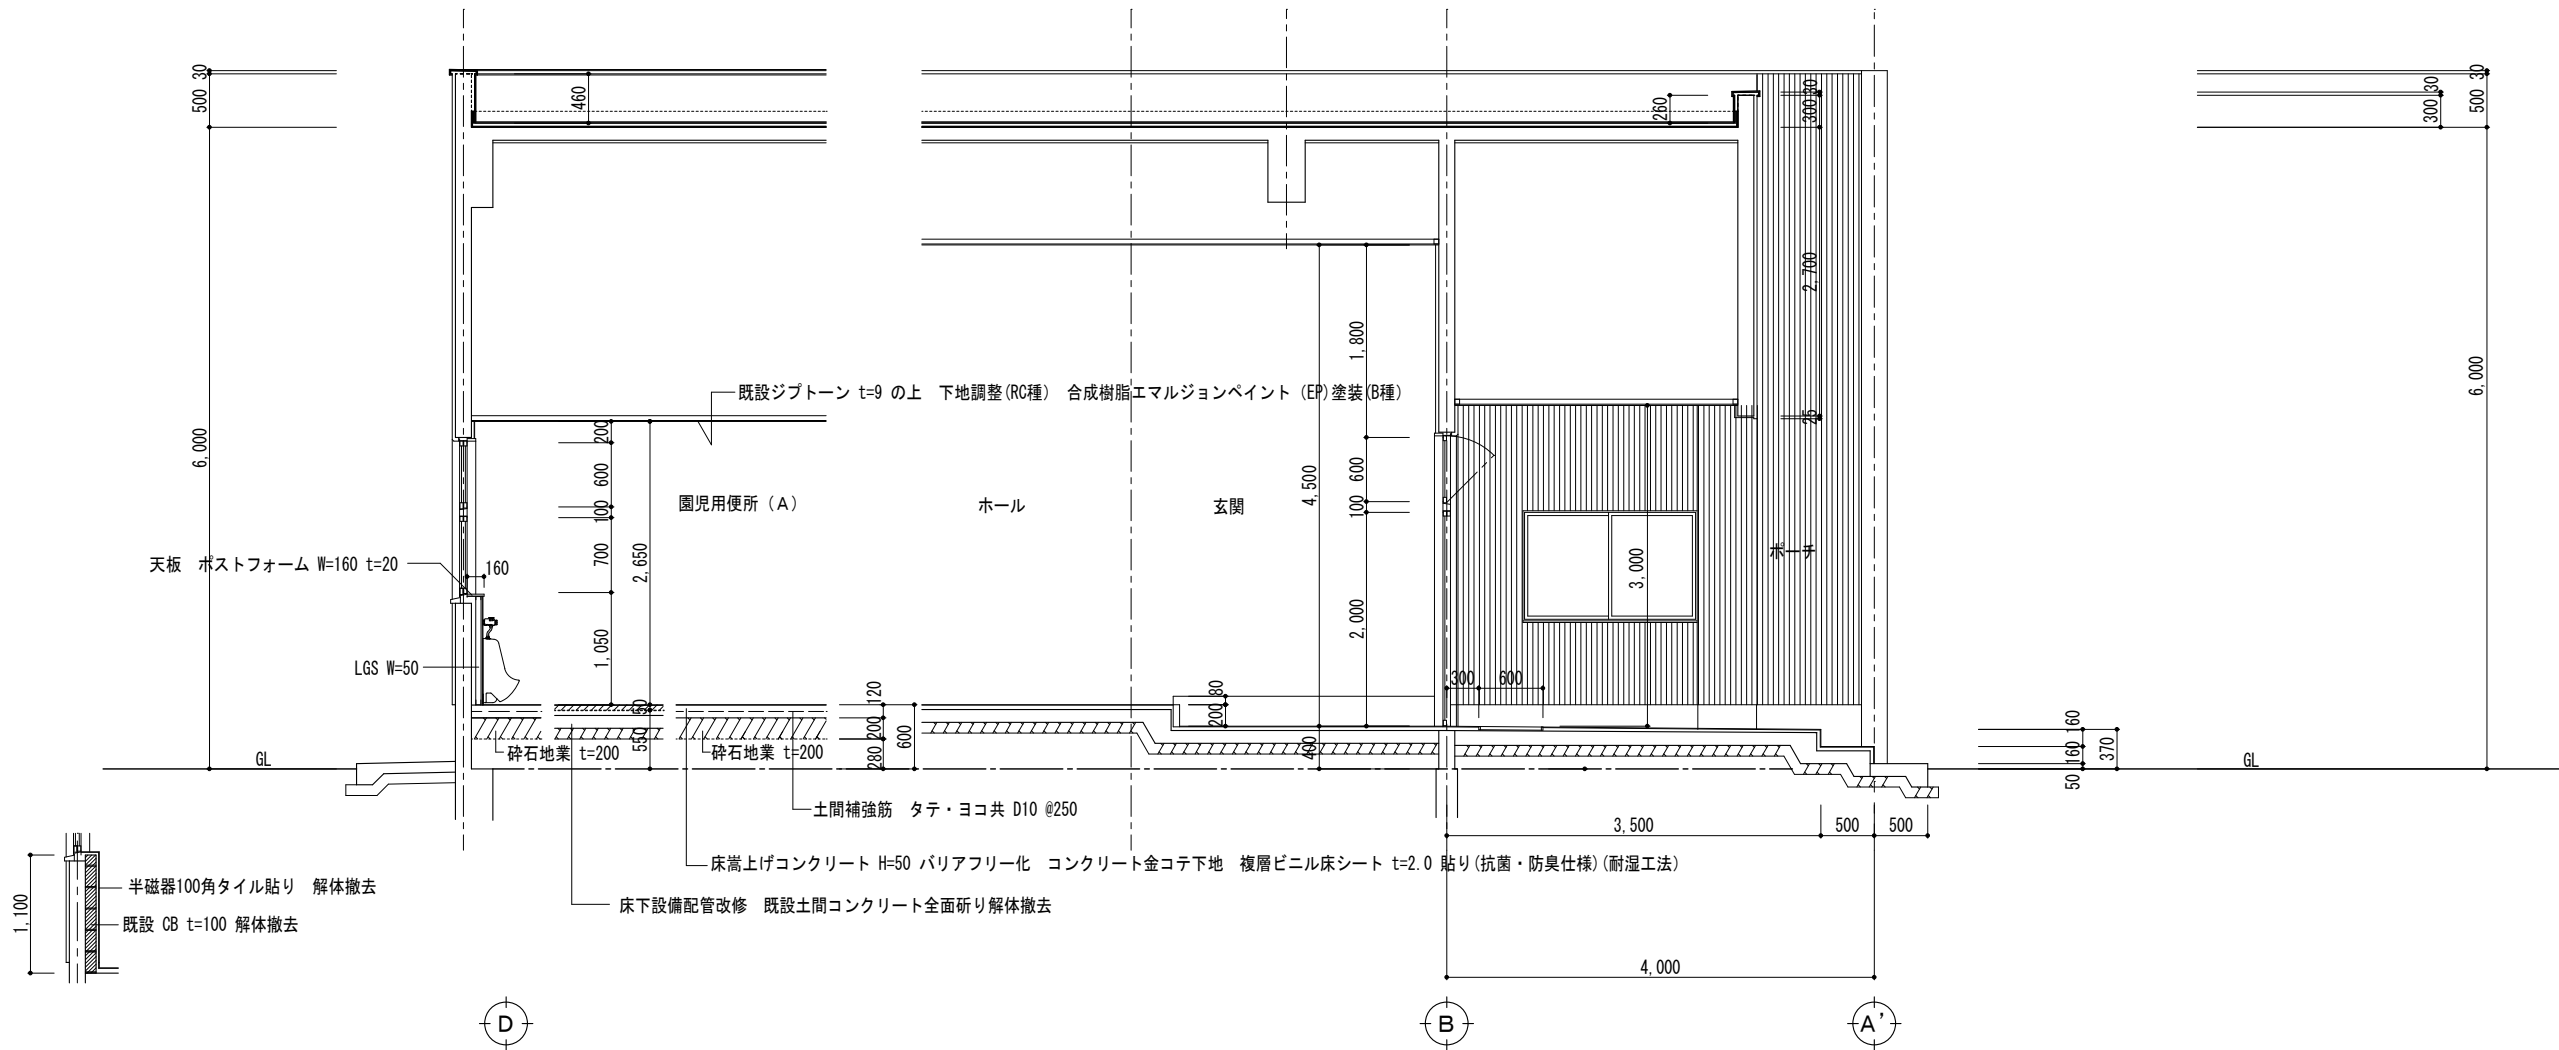 30
500
6,000
460
260
30
300
30
500
30
300
6,000
2,700
25
既設ジプトーン t=9 の上　下地調整(RC種)　合成樹脂エマルジョンペイント (EP)塗装(B種)
200
600
100
700
1,050
2,650
1,800
4,500
600
100
2,000
3,000
園児用便所（A）
ホール
玄関
ポーチ
天板　ポストフォーム W=160 t=20
160
LGS W=50
300
600
120
200
280
600
50
550
80
200
400
160
160
50
370
砕石地業 t=200
砕石地業 t=200
GL
GL
土間補強筋　タテ・ヨコ共 D10 @250
3,500
500
500
床嵩上げコンクリート H=50 バリアフリー化　コンクリート金コテ下地　複層ビニル床シート t=2.0 貼り(抗菌・防臭仕様)(耐湿工法)
半磁器100角タイル貼り　解体撤去
床下設備配管改修　既設土間コンクリート全面斫り解体撤去
1,100
既設 CB t=100 解体撤去
4,000
D
B
A'